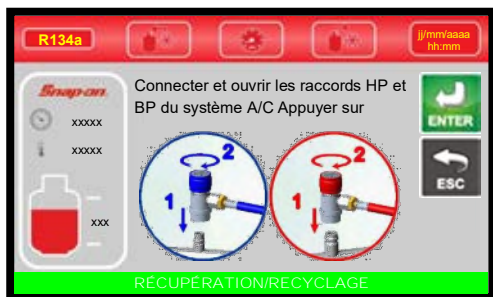 R134a
jj/mm/aaaa
hh:mm
Snap-on
xxxxx
xxxxx
xxx
Connecter et ouvrir les raccords HP et
BP du système A/C Appuyer sur
1
2
1
2
ENTER
ESC
RÉCUPÉRATION/RECYCLAGE